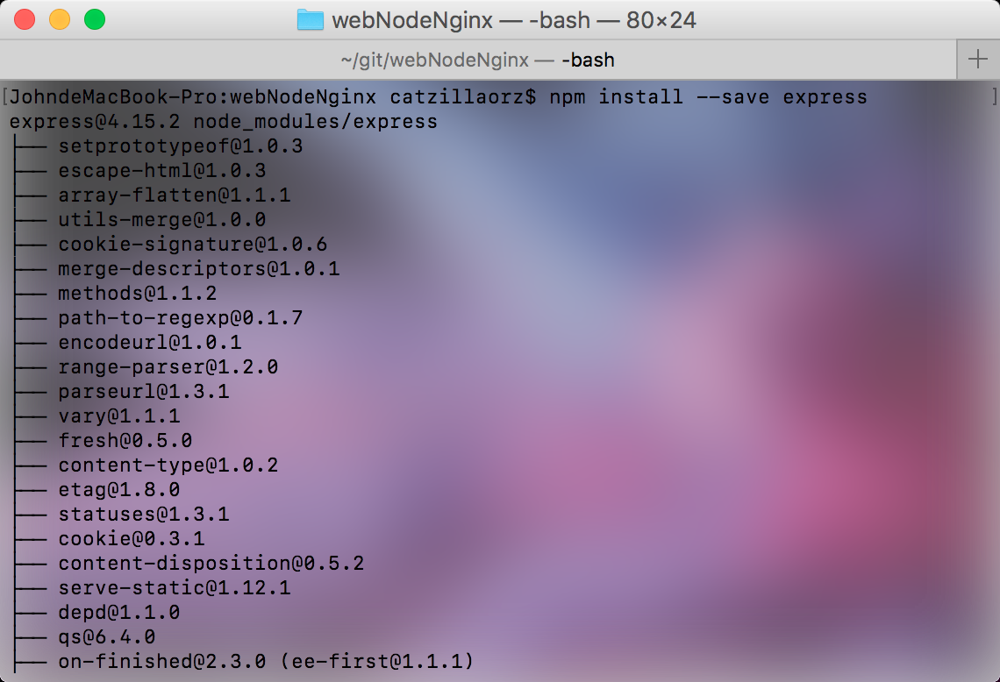 webNodeNginx — -bash — 80×24
~/git/webNodeNginx — -bash
[JohndeMacBook-Pro:webNodeNginx catzillaorz$ npm install --save express ]
express@4.15.2 node_modules/express
├── setprototypeof@1.0.3
├── escape-html@1.0.3
├── array-flatten@1.1.1
├── utils-merge@1.0.0
├── cookie-signature@1.0.6
├── merge-descriptors@1.0.1
├── methods@1.1.2
├── path-to-regexp@0.1.7
├── encodeurl@1.0.1
├── range-parser@1.2.0
├── parseurl@1.3.1
├── vary@1.1.1
├── fresh@0.5.0
├── content-type@1.0.2
├── etag@1.8.0
├── statuses@1.3.1
├── cookie@0.3.1
├── content-disposition@0.5.2
├── serve-static@1.12.1
├── depd@1.1.0
├── qs@6.4.0
├── on-finished@2.3.0 (ee-first@1.1.1)